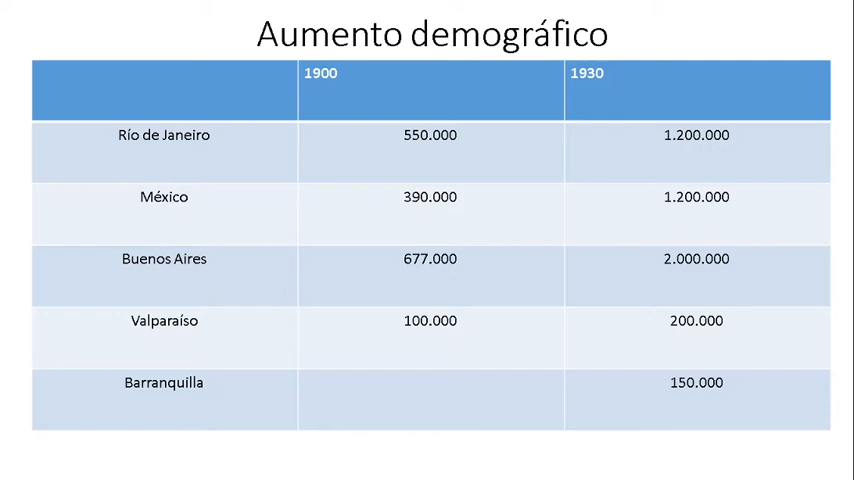 Aumento demográfico
1900 1930
Río de Janeiro 550.000 1.200.000
México 390.000 1.200.000
Buenos Aires 677.000 2.000.000
Valparaíso 100.000 200.000
Barranquilla 150.000